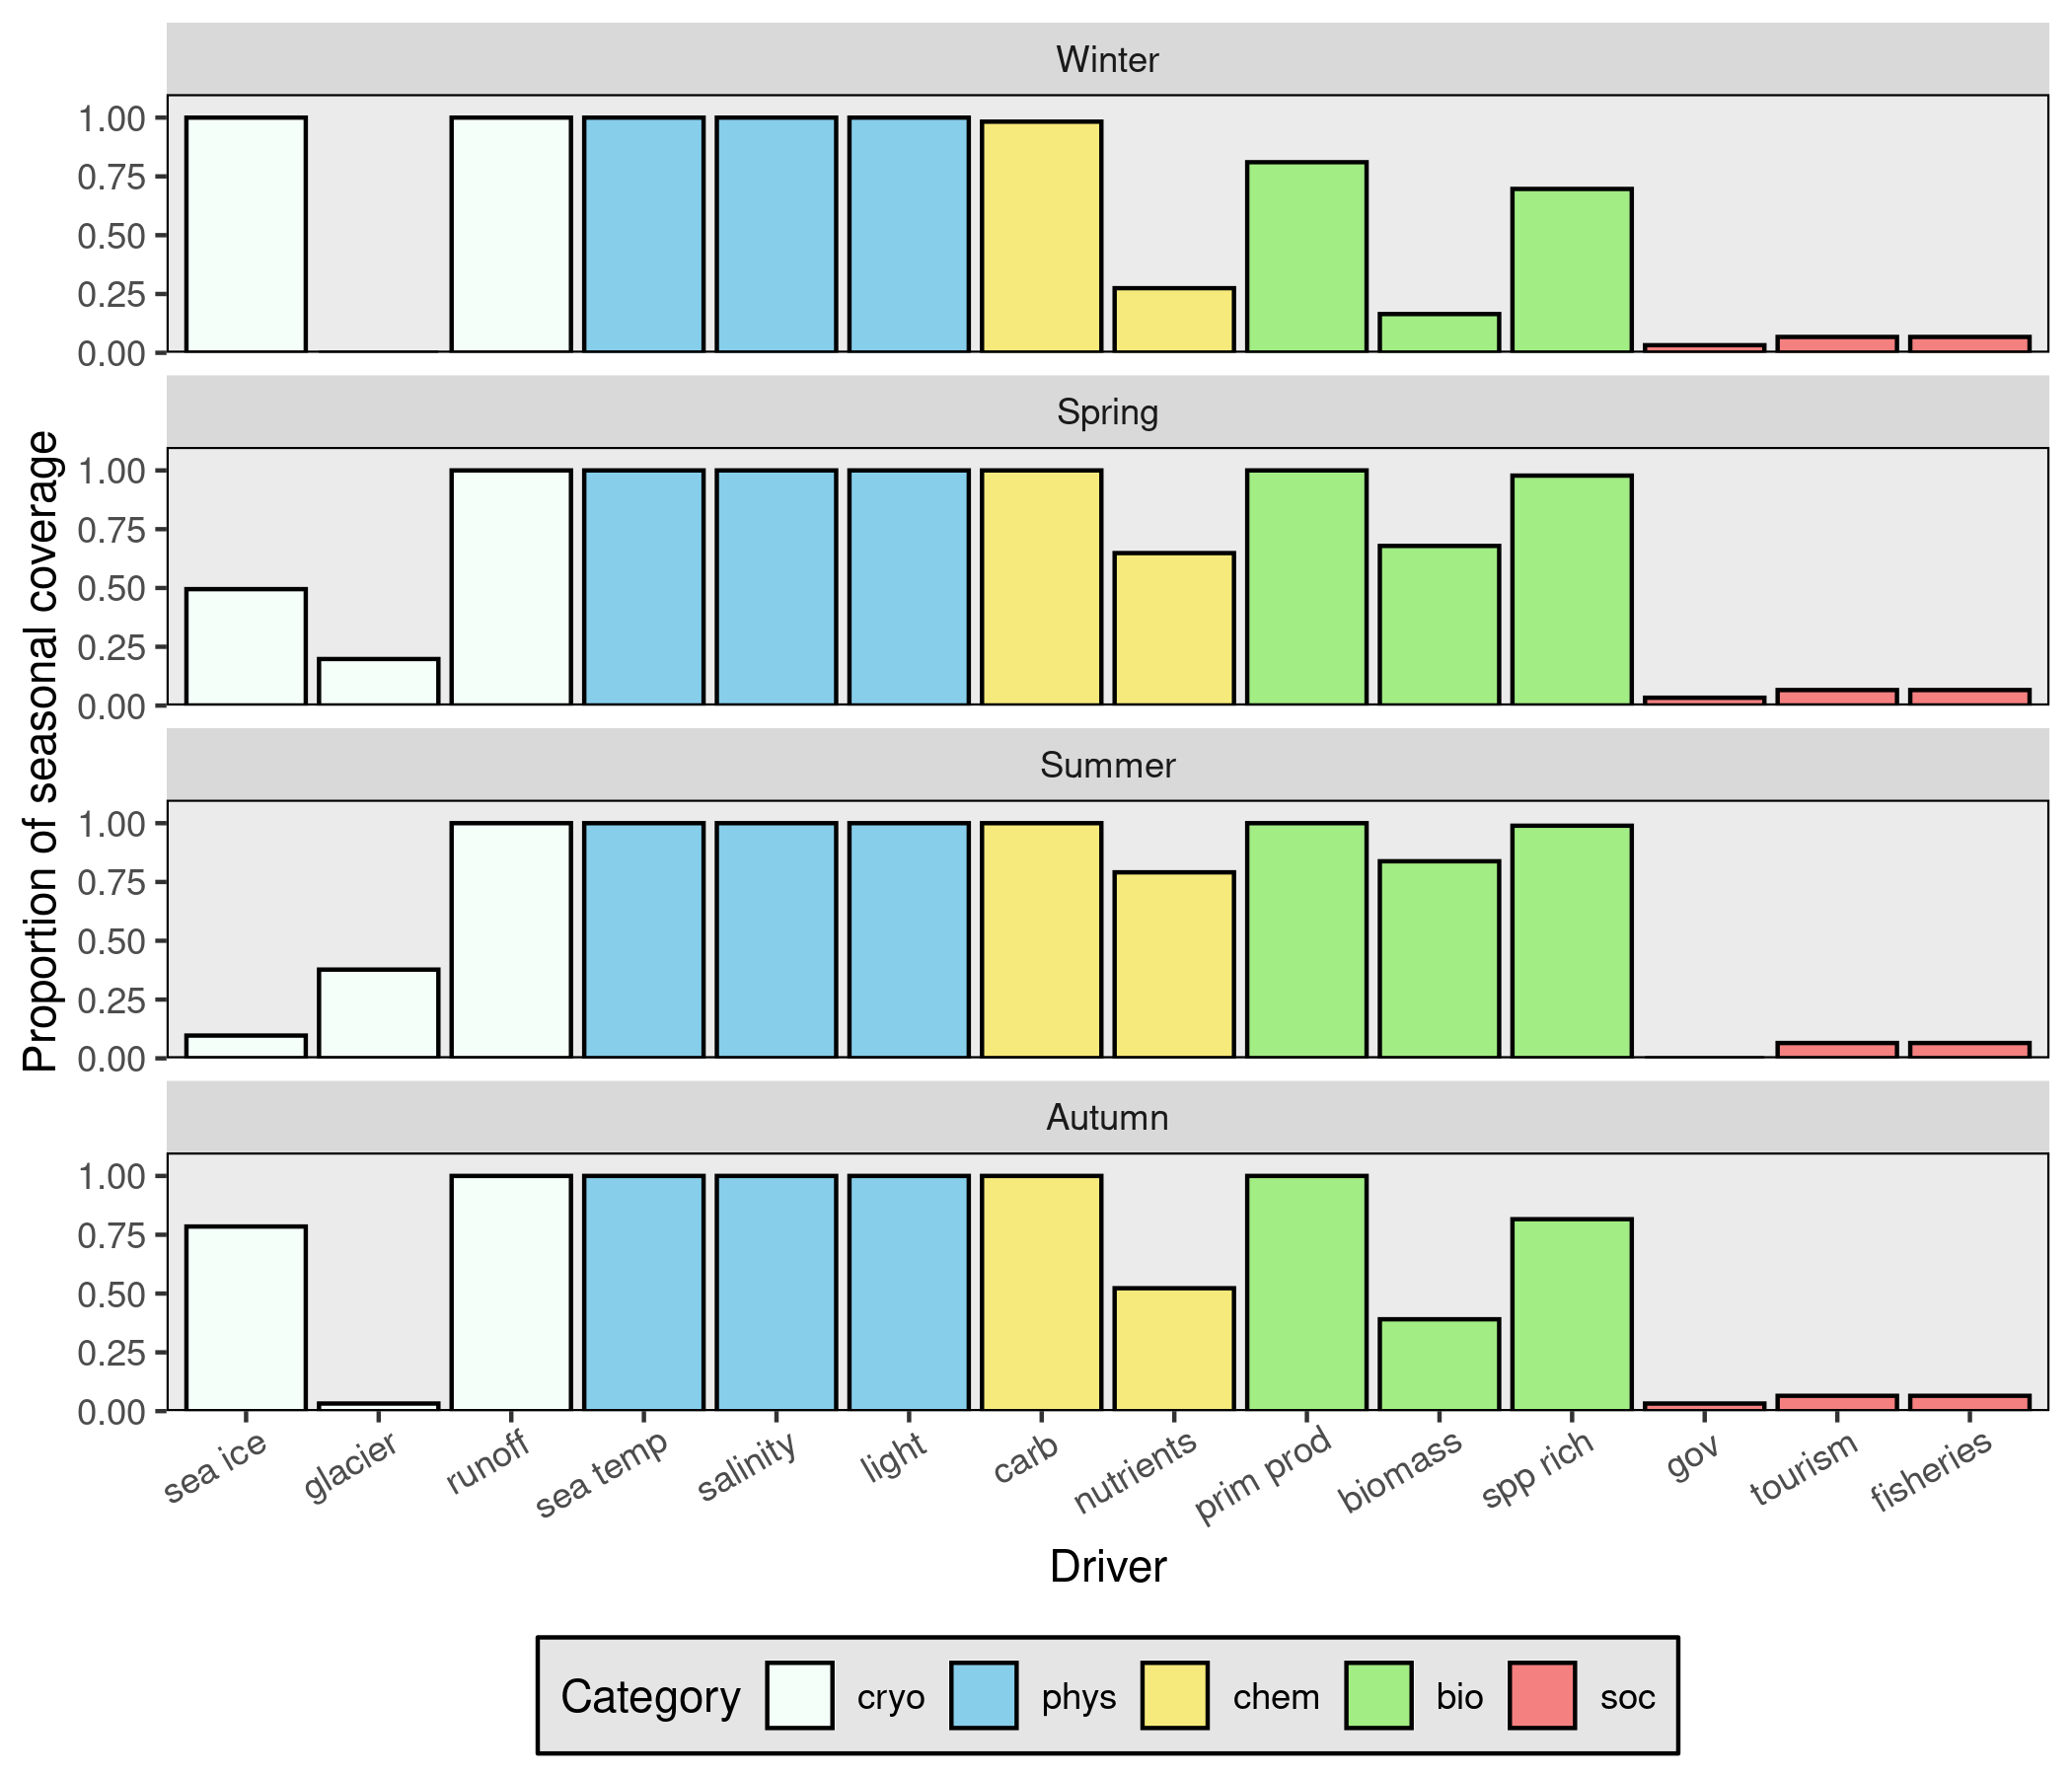 Winter
1.00
0.75
0.50
0.25
0.00
Spring
1.00
0.75
0.50
0.25
0.00
Summer
1.00
0.75
0.50
0.25
0.00
Autumn
1.00
0.75
0.50
0.25
0.00
Proportion of seasonal coverage
sea ice glacier runoff sea temp salinity light carb nutrients prim prod biomass spp rich gov tourism fisheries
Driver
Category cryo phys chem bio soc